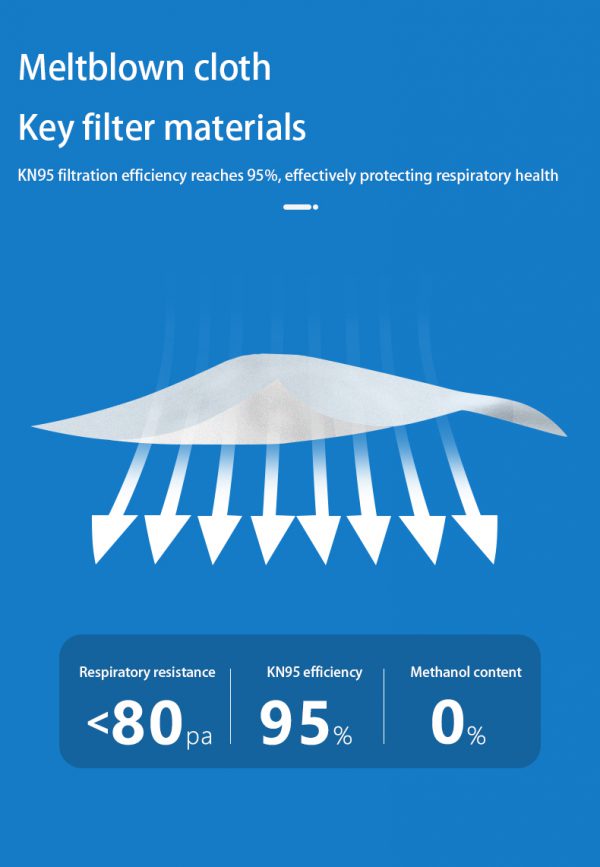 Meltblown cloth
Key filter materials
KN95 filtration efficiency reaches 95%, effectively protecting respiratory health
Respiratory resistance
<80pa
KN95 efficiency
95%
Methanol content
0%